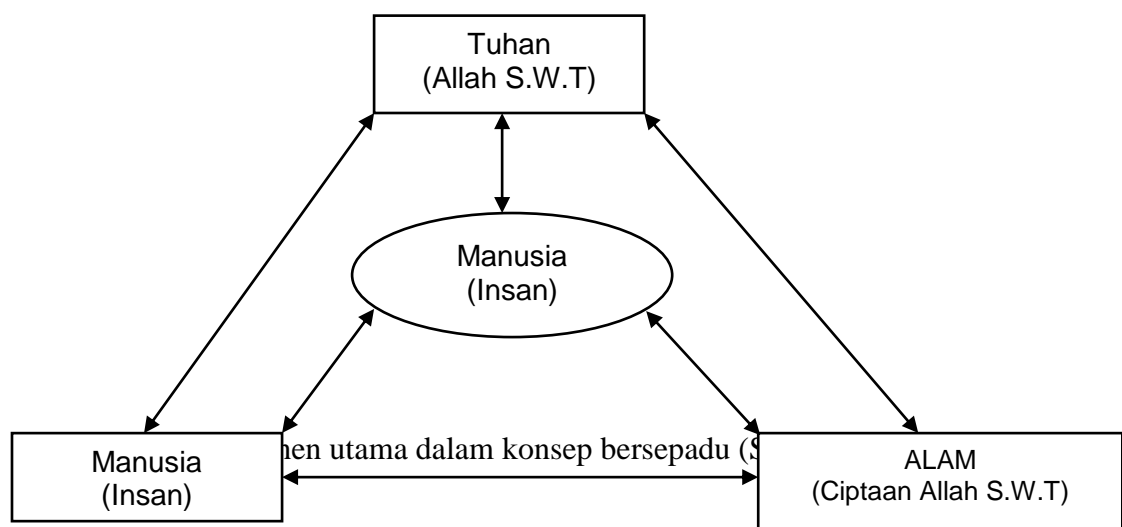 Tuhan
(Allah S.W.T)
Manusia
(Insan)
Manusia
(Insan)
utama dalam konsep bersepadu
ALAM
(Ciptaan Allah S.W.T)